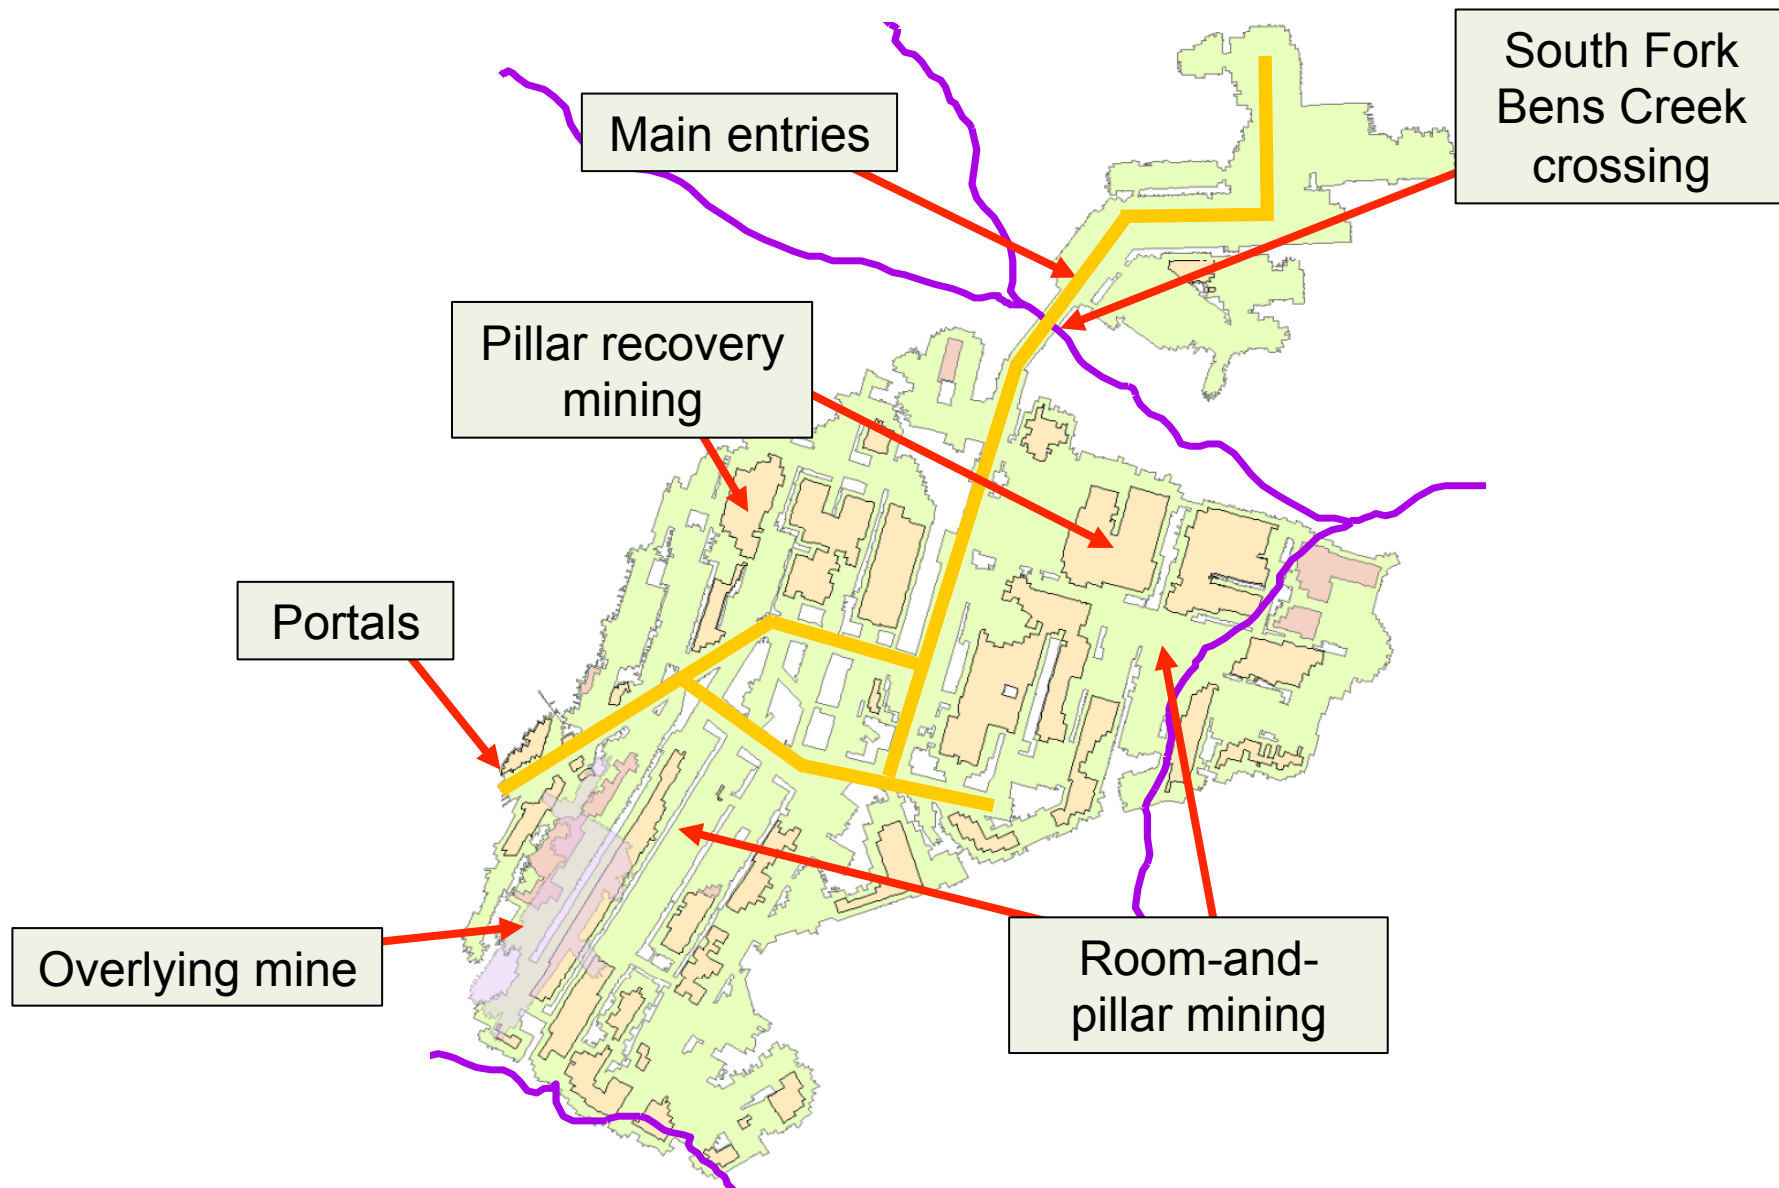 South Fork
Bens Creek
crossing
Main entries
Pillar recovery
mining
Portals
Overlying mine
Room-and-
pillar mining